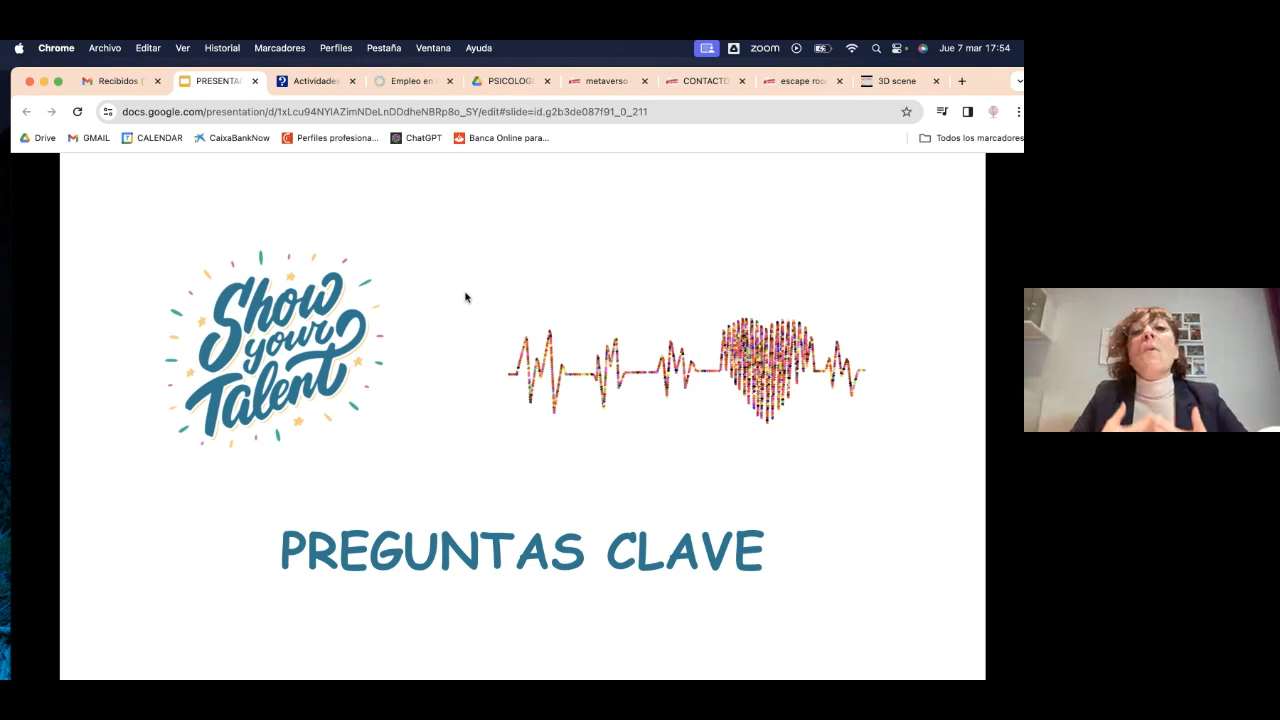 Chrome Archivo Editar Ver Historial Marcadores Perfiles Pestaña Ventana Ayuda zoom Jue 7 mar 17:54
Recibidos ( PRESENTA Actividades Empleo en PSICOLOG metaverso CONTACTO escape roo 3D scene
docs.google.com/presentation/d/1xLcu94NYlAZimNDeLnDDdheNBRp8o_SY/edit#slide=id.g2b3de087f91_0_211
Drive GMAIL CALENDAR CaixaBankNow Perfiles profesiona... ChatGPT Banca Online para... Todos los marcadores
Show
your
Talent
PREGUNTAS CLAVE